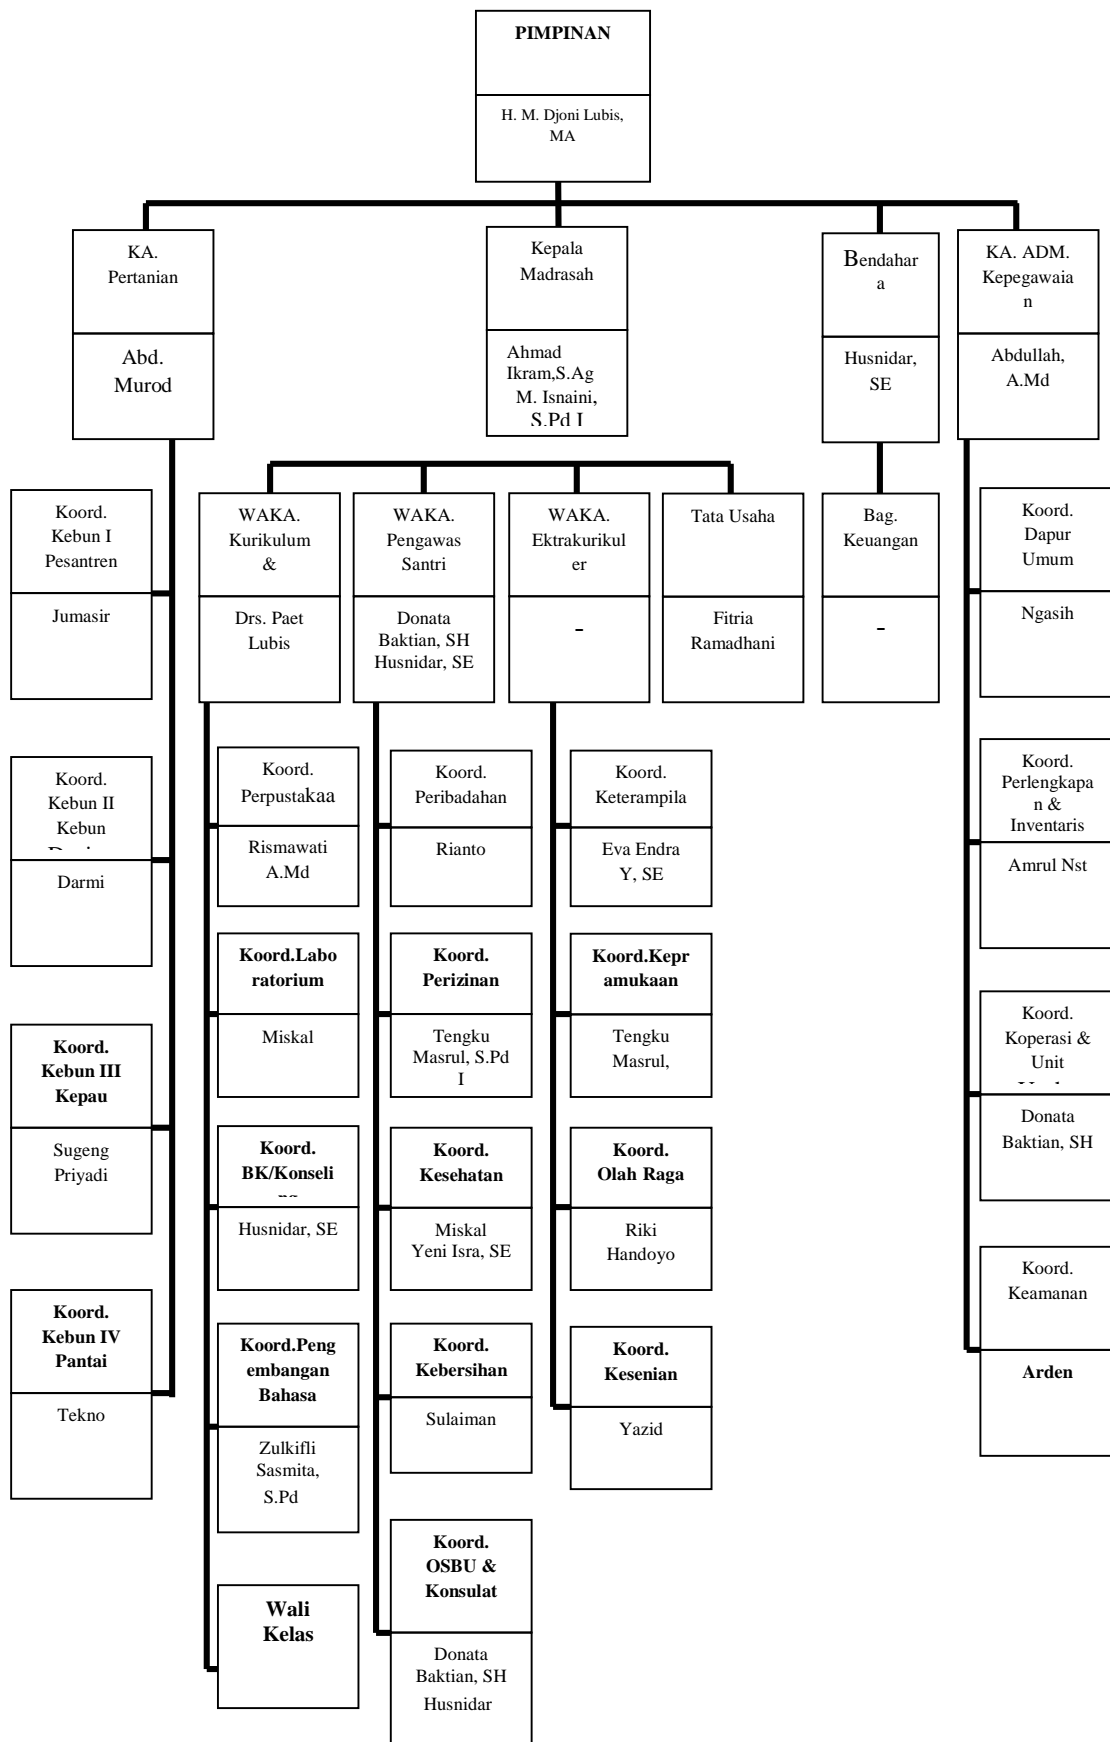 PIMPINAN
H. M. Djoni Lubis,
MA
KA.
Pertanian
Abd.
Murod
Kepala
Madrasah
Ahmad
Ikram,S.Ag
M. Isnaini,
S.Pd I
Bendahar
a
Husnidar,
SE
KA. ADM.
Kepegawaia
n
Abdullah,
A.Md
Koord.
Kebun I
Pesantren
Jumasir
WAKA.
Kurikulum
&
Drs. Paet
Lubis
WAKA.
Pengawas
Santri
Donata
Baktian, SH
Husnidar, SE
WAKA.
Ektrakurikul
er
-
Tata Usaha
Fitria
Ramadhani
Bag.
Keuangan
-
Koord.
Dapur
Umum
Ngasih
Koord.
Kebun II
Kebun
Darmi
Koord.
Perpustakaa
Rismawati
A.Md
Koord.
Peribadahan
Rianto
Koord.
Keterampila
Eva Endra
Y, SE
Koord.
Perlengkapa
n &
Inventaris
Amrul Nst
Koord.Labo
ratorium
Miskal
Koord.
Perizinan
Tengku
Masrul, S.Pd
I
Koord.Kepr
amukaan
Tengku
Masrul,
Koord.
Koperasi &
Unit
Donata
Baktian, SH
Koord.
Kebun III
Kepau
Sugeng
Priyadi
Koord.
BK/Konseli
Husnidar, SE
Koord.
Kesehatan
Miskal
Yeni Isra, SE
Koord.
Olah Raga
Riki
Handoyo
Koord.
Keamanan
Arden
Koord.
Kebun IV
Pantai
Tekno
Koord.Peng
embangan
Bahasa
Zulkifli
Sasmita,
S.Pd
Koord.
Kebersihan
Sulaiman
Koord.
Kesenian
Yazid
Wali
Kelas
Koord.
OSBU &
Konsulat
Donata
Baktian, SH
Husnidar